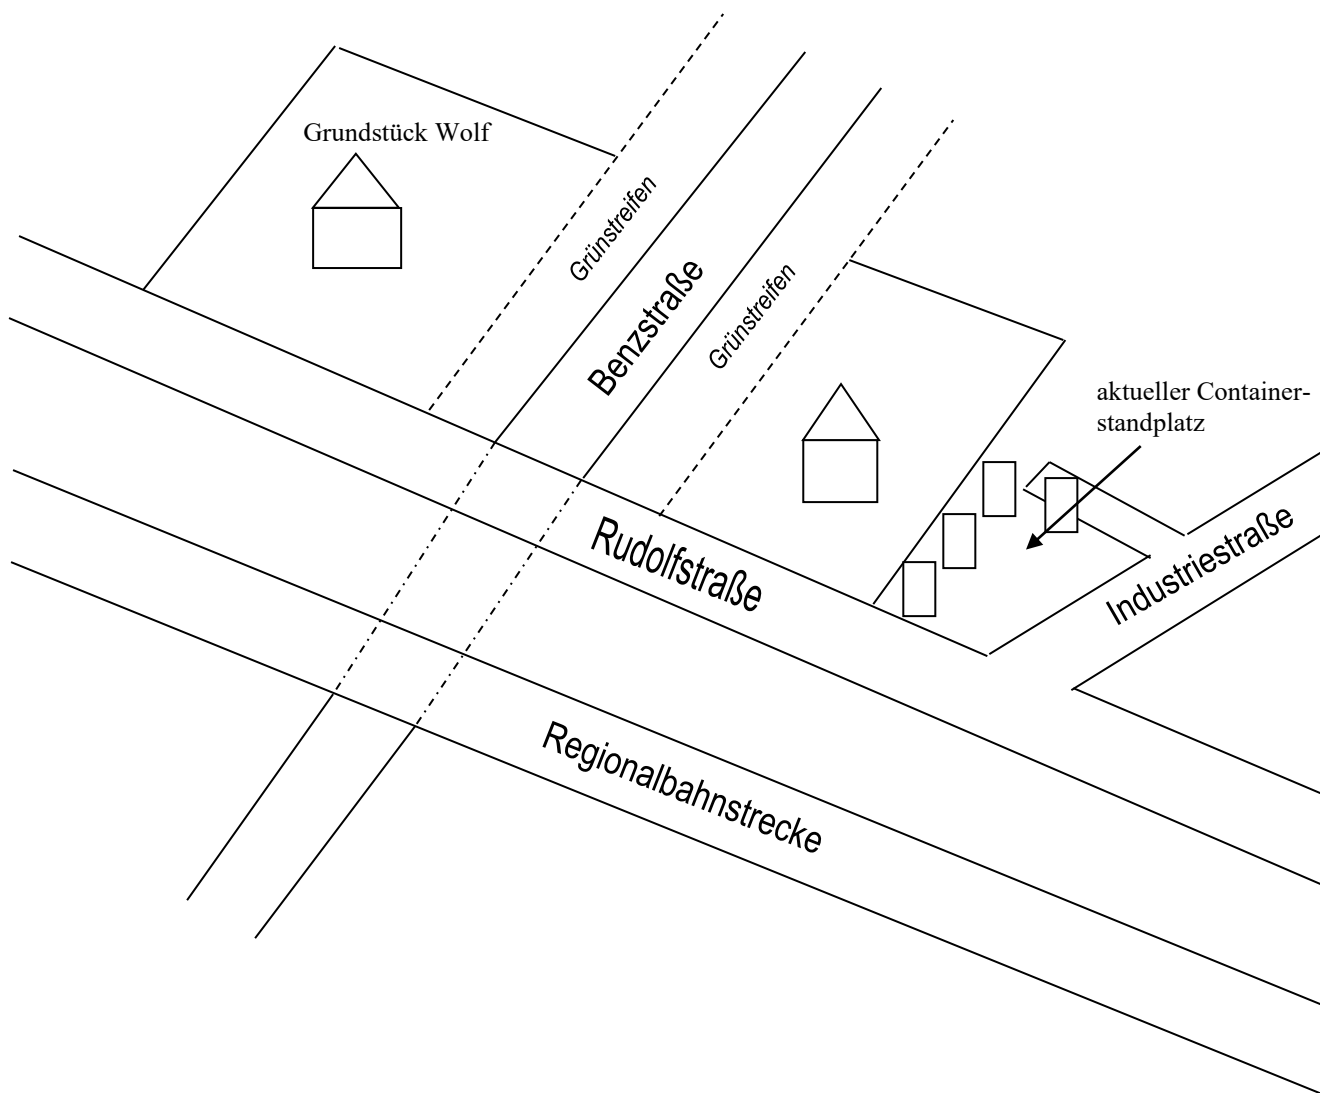 Grundstück Wolf
Grünstreifen
Benzstraße
Grünstreifen
aktueller Container-
standplatz
Rudolfstraße
Industriestraße
Regionalbahnstrecke